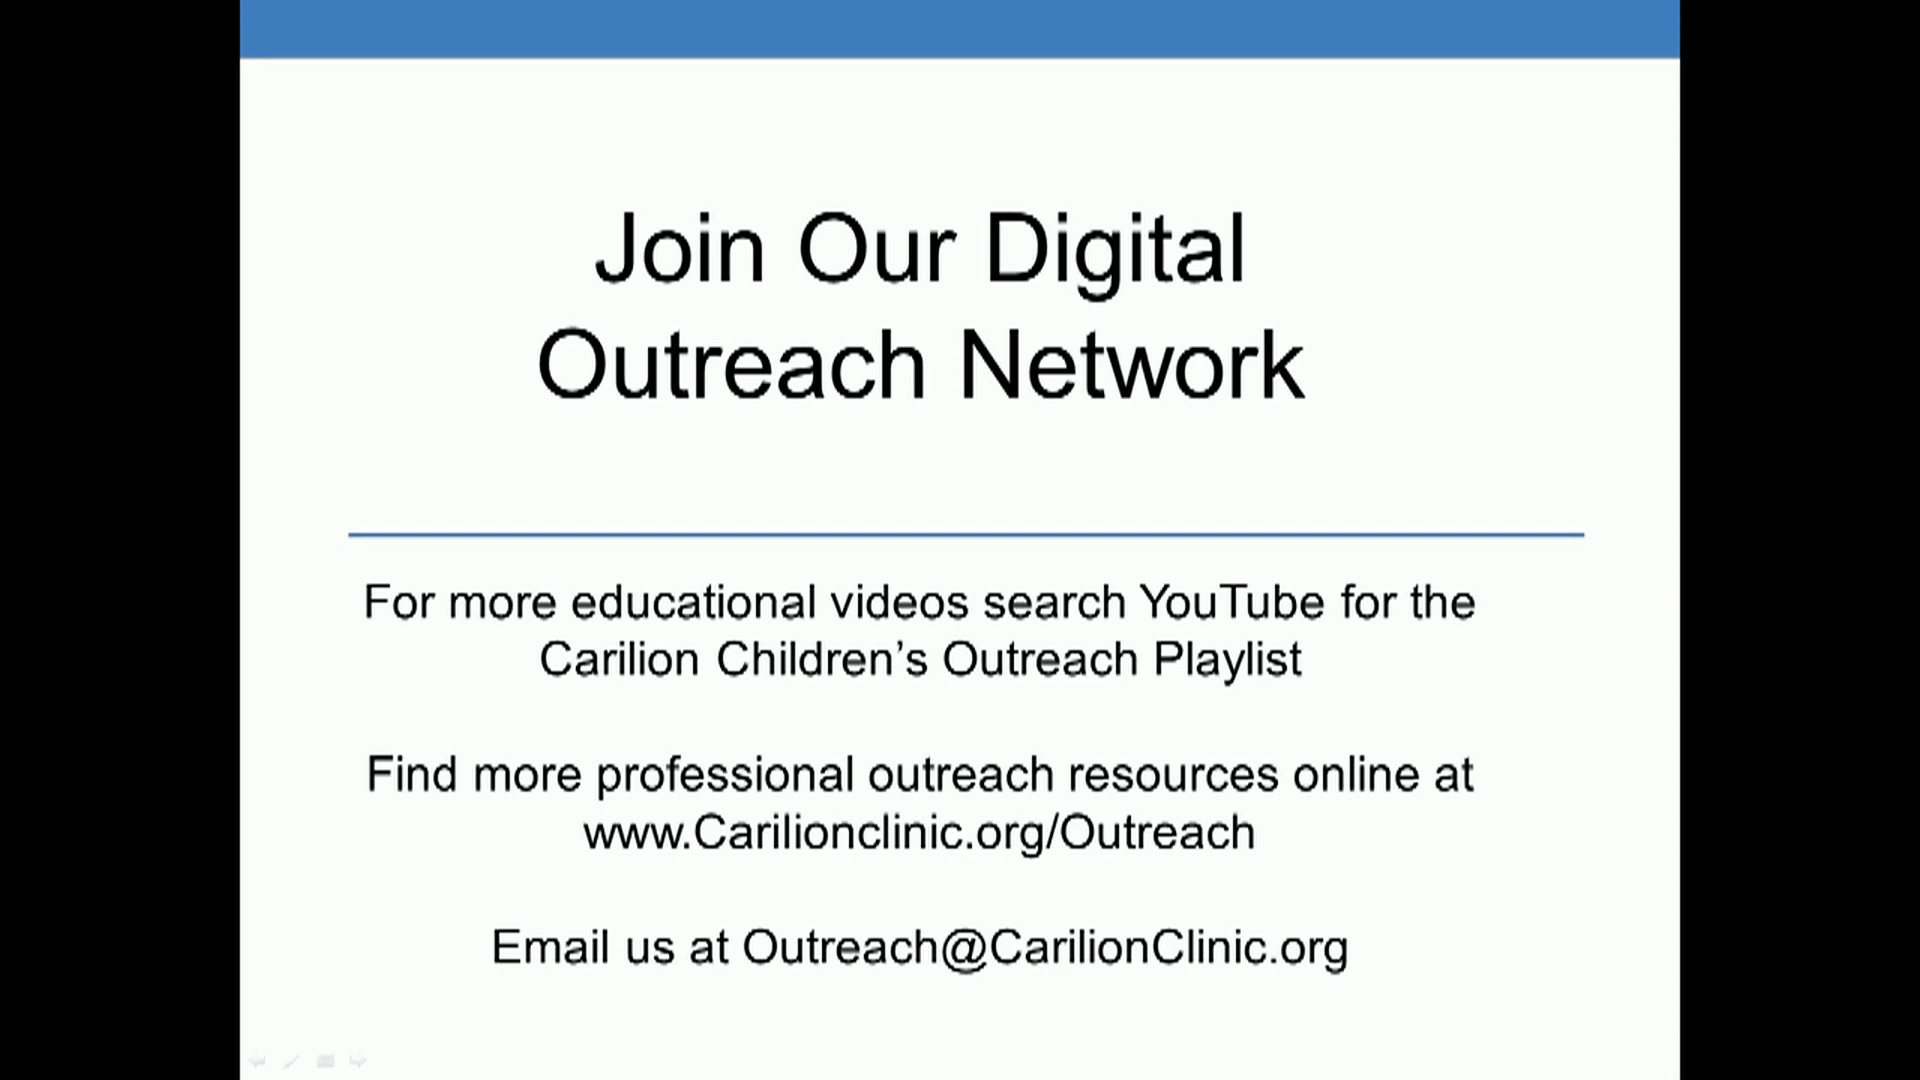 Join Our Digital
Outreach Network
For more educational videos search YouTube for the
Carilion Children’s Outreach Playlist
Find more professional outreach resources online at
www.Carilionclinic.org/Outreach
Email us at Outreach@CarilionClinic.org